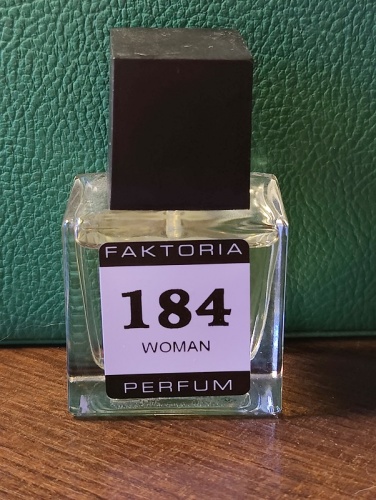 FAKTORIA
184
WOMAN
PERFUM